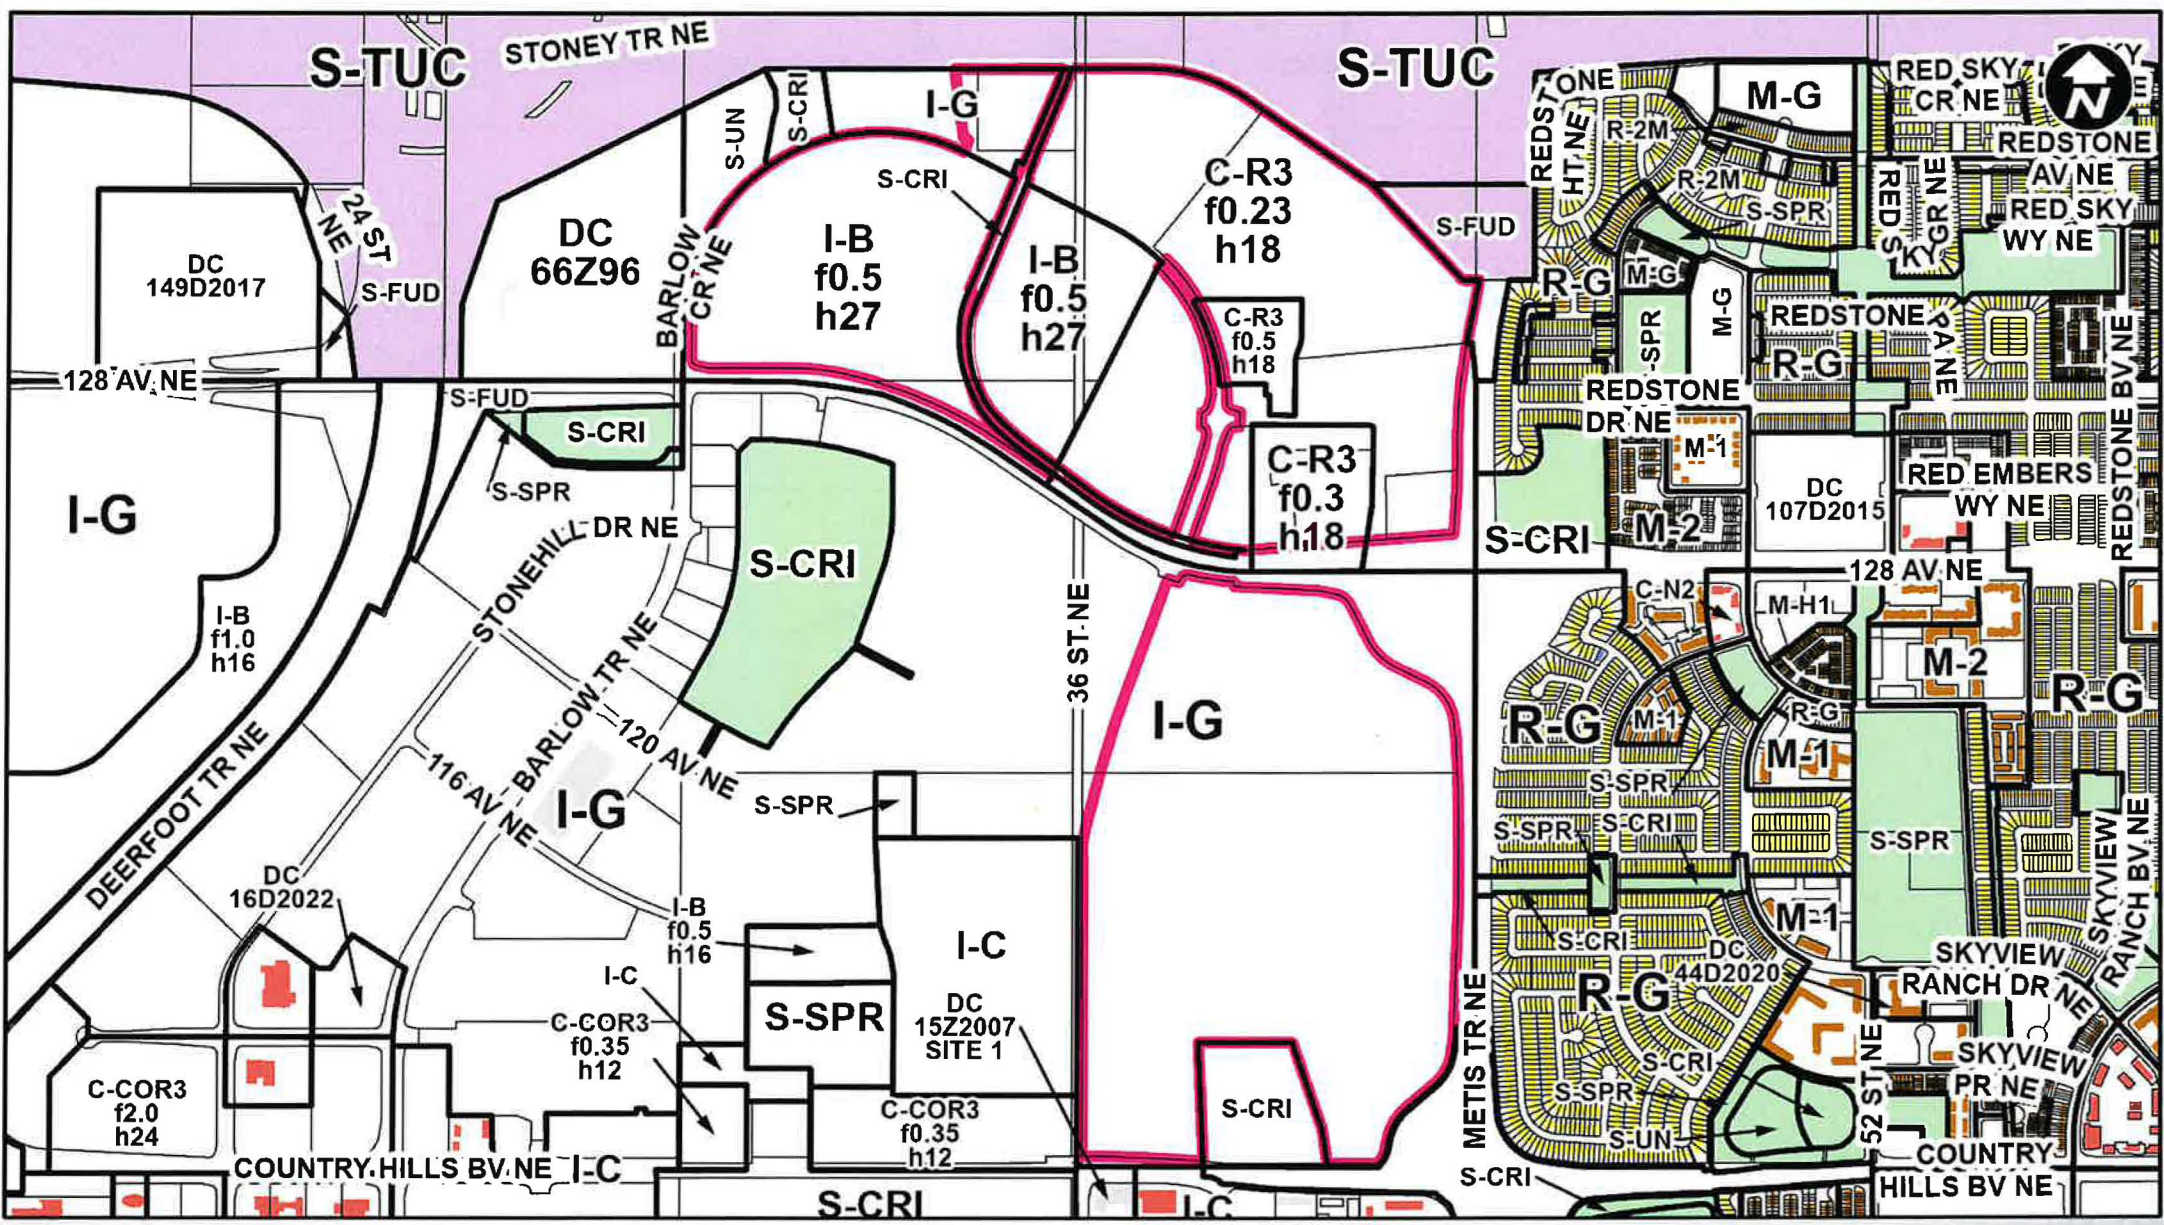 S-TUC
STONEY TR NE
S-TUC
S-UN
S-CRI
I-G
REDSTONE
HT NE
R-2M
M-G
RED SKY
CR NE
N
REDSTONE
AV NE
RED SKY
WY NE
R-2M
S-SPR
RED SKY GR NE
24 ST
NE
DC
149D2017
S-FUD
DC
66Z96
BARLOW
CR NE
I-B
f0.5
h27
S-CRI
I-B
f0.5
h27
C-R3
f0.23
h18
S-FUD
C-R3
f0.5
h18
R-G
M-G
S-SPR
M-G
REDSTONE
PA NE
R-G
REDSTONE
DR NE
REDSTONE BV NE
128 AV NE
S-FUD
S-CRI
S-SPR
I-G
STONEHILL DR NE
S-CRI
C-R3
f0.3
h18
S-CRI
M-1
M-2
DC
107D2015
RED EMBERS
WY NE
128 AV NE
I-B
f1.0
h16
BARLOW TR NE
36 ST NE
C-N2
M-H1
M-2
R-G
R-G
M-1
R-G
M-1
I-G
DEERFOOT TR NE
120 AV NE
116 AV NE
I-G
S-SPR
S-SPR
S-SPR
S-CRI
S-SPR
SKYVIEW
RANCH BV NE
DC
16D2022
I-B
f0.5
h16
I-C
I-C
S-SPR
DC
15Z2007
SITE 1
C-COR3
f0.35
h12
C-COR3
f2.0
h24
C-COR3
f0.35
h12
S-CRI
METIS TR NE
S-CRI
R-G
DC
44D2020
M-1
SKYVIEW
RANCH DR NE
S-CRI
S-SPR
S-UN
52 ST NE
SKYVIEW
PR NE
COUNTRY HILLS BV NE
I-C
S-CRI
I-C
S-CRI
COUNTRY
HILLS BV NE